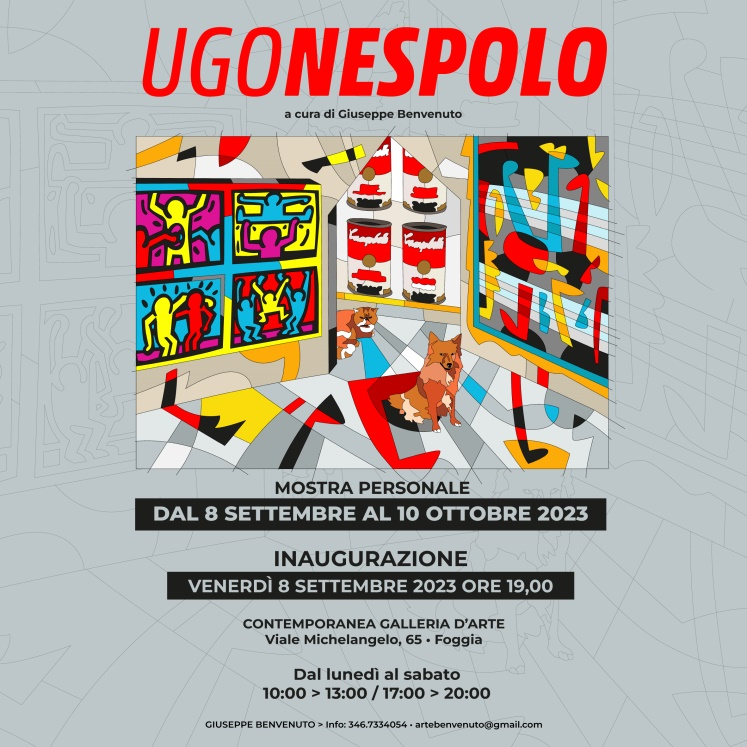 UGONESPOLO
a cura di Giuseppe Benvenuto
Campbell's Campbell's
MOSTRA PERSONALE
DAL 8 SETTEMBRE AL 10 OTTOBRE 2023
INAUGURAZIONE
VENERDÌ 8 SETTEMBRE 2023 ORE 19,00
CONTEMPORANEA GALLERIA D'ARTE
Viale Michelangelo, 65 • Foggia
Dal lunedì al sabato
10:00 > 13:00 / 17:00 > 20:00
GIUSEPPE BENVENUTO > Info: 346.7334054 • artebenvenuto@gmail.com